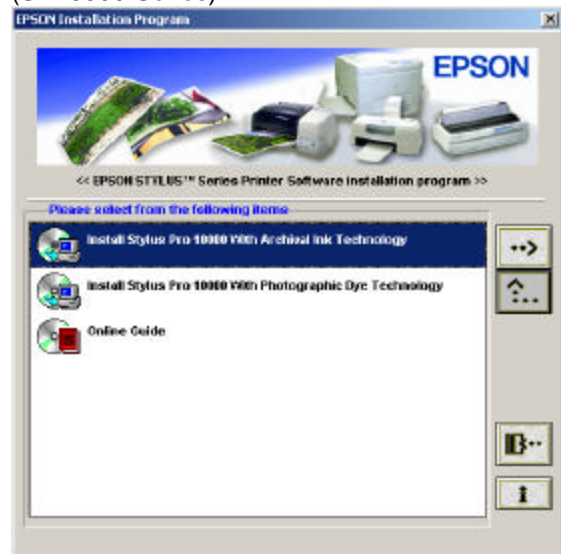 EPSON Installation Program
EPSON
<< EPSON STYLUS™ Series Printer Software installation program >>
Please select from the following items
Install Stylus Pro 10000 With Archival Ink Technology
Install Stylus Pro 10000 With Photographic Dye Technology
Online Guide